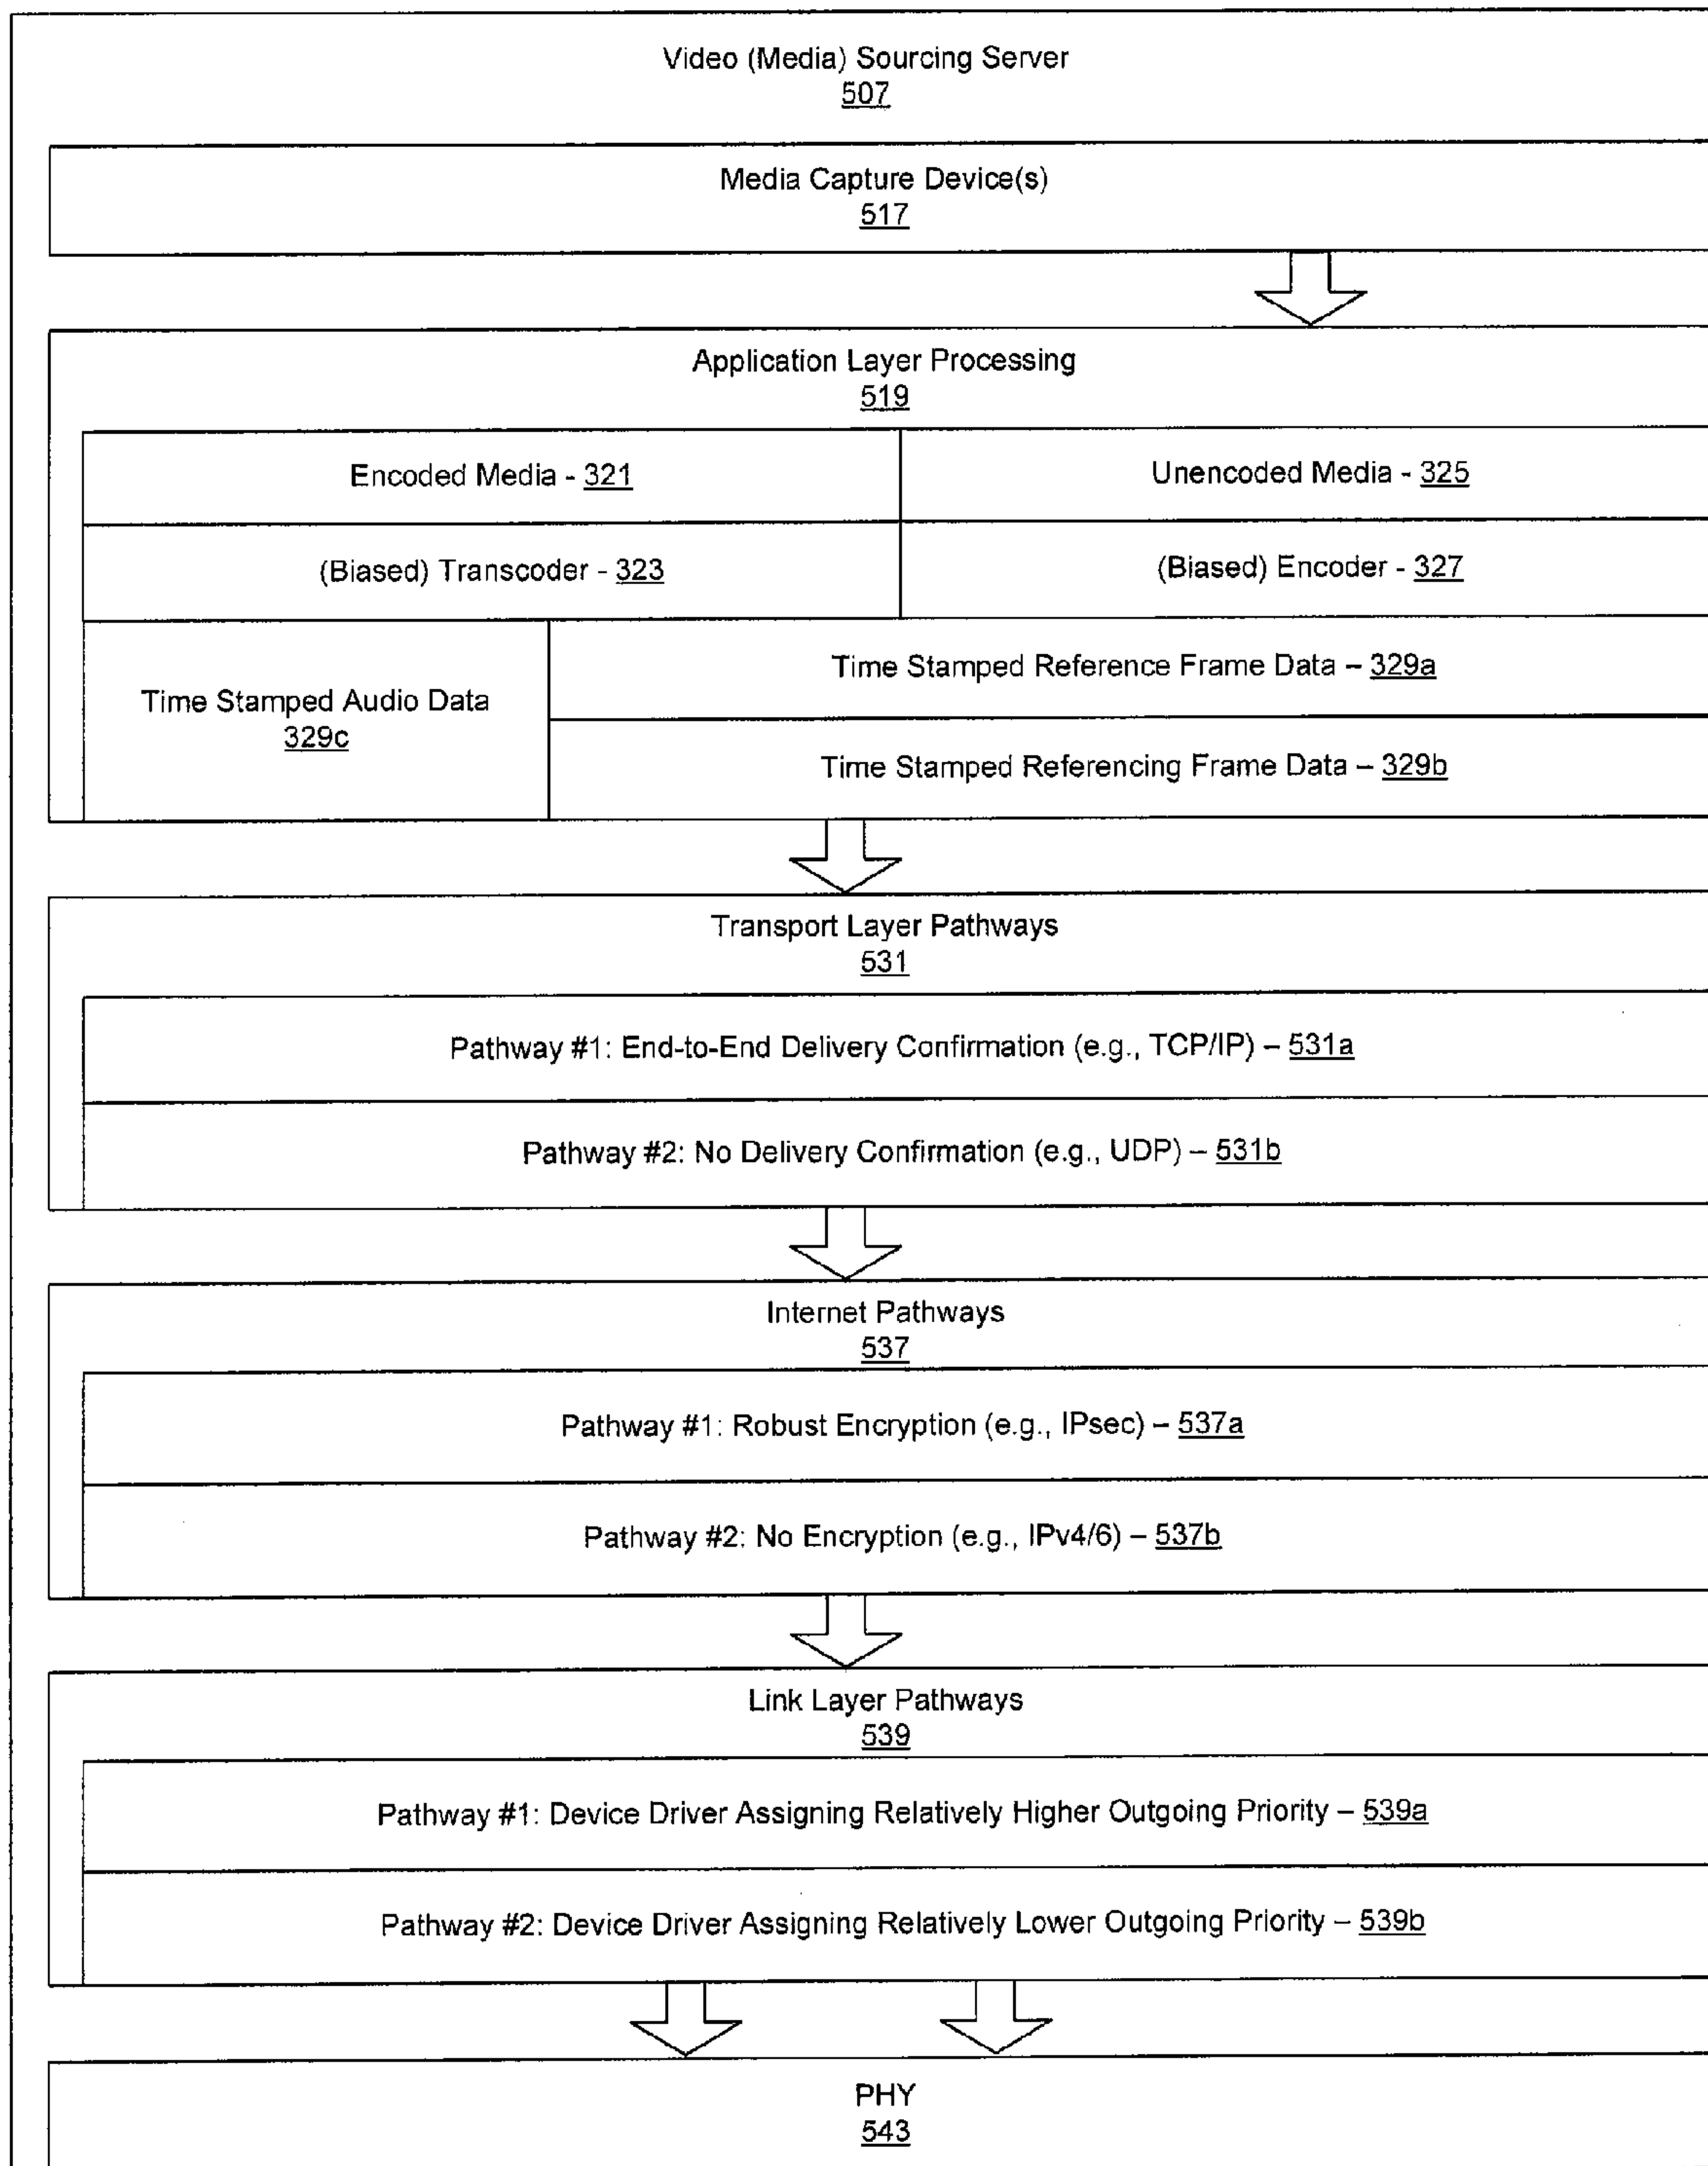 Video (Media) Sourcing Server
507
Media Capture Device(s)
517
Application Layer Processing
519
Encoded Media - 321
Unencoded Media - 325
(Biased) Transcoder - 323
(Biased) Encoder - 327
Time Stamped Audio Data
329c
Time Stamped Reference Frame Data – 329a
Time Stamped Referencing Frame Data – 329b
Transport Layer Pathways
531
Pathway #1: End-to-End Delivery Confirmation (e.g., TCP/IP) – 531a
Pathway #2: No Delivery Confirmation (e.g., UDP) – 531b
Internet Pathways
537
Pathway #1: Robust Encryption (e.g., IPsec) – 537a
Pathway #2: No Encryption (e.g., IPv4/6) – 537b
Link Layer Pathways
539
Pathway #1: Device Driver Assigning Relatively Higher Outgoing Priority – 539a
Pathway #2: Device Driver Assigning Relatively Lower Outgoing Priority – 539b
PHY
543